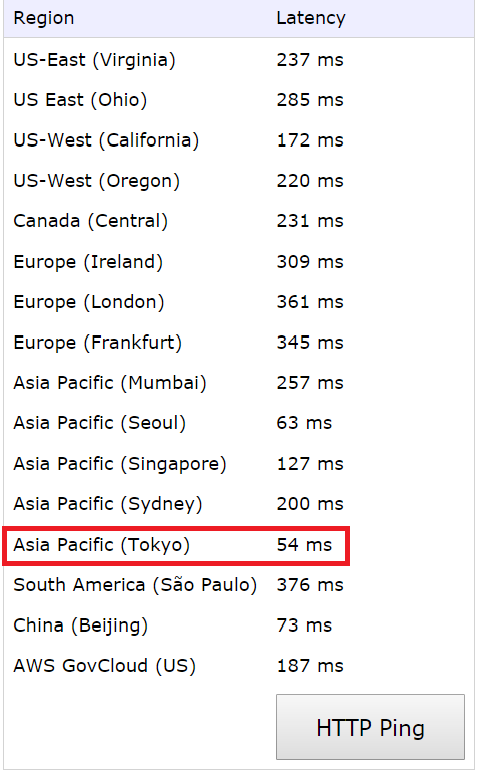 Region Latency
US-East (Virginia) 237 ms
US East (Ohio) 285 ms
US-West (California) 172 ms
US-West (Oregon) 220 ms
Canada (Central) 231 ms
Europe (Ireland) 309 ms
Europe (London) 361 ms
Europe (Frankfurt) 345 ms
Asia Pacific (Mumbai) 257 ms
Asia Pacific (Seoul) 63 ms
Asia Pacific (Singapore) 127 ms
Asia Pacific (Sydney) 200 ms
Asia Pacific (Tokyo) 54 ms
South America (São Paulo) 376 ms
China (Beijing) 73 ms
AWS GovCloud (US) 187 ms
HTTP Ping